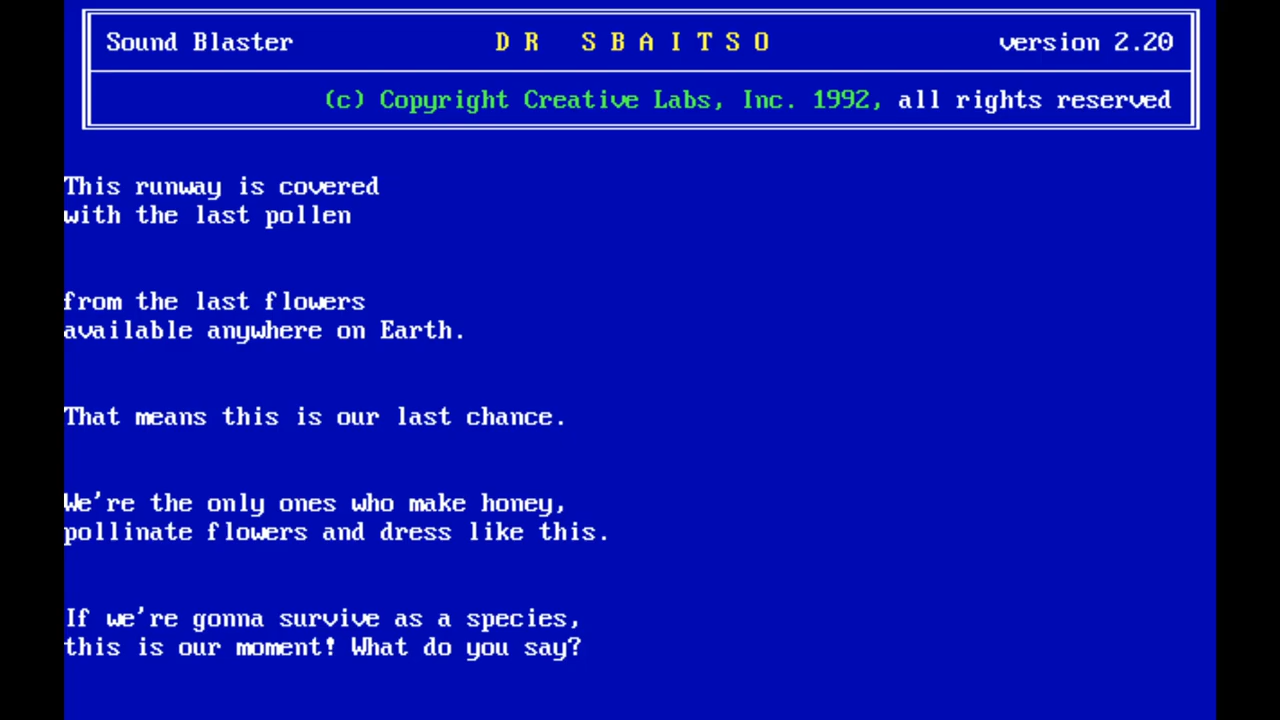 Sound Blaster D R S B A I T S O version 2.20
(c) Copyright Creative Labs, Inc. 1992, all rights reserved
This runway is covered
with the last pollen
from the last flowers
available anywhere on Earth.
That means this is our last chance.
We're the only ones who make honey,
pollinate flowers and dress like this.
If we're gonna survive as a species,
this is our moment! What do you say?